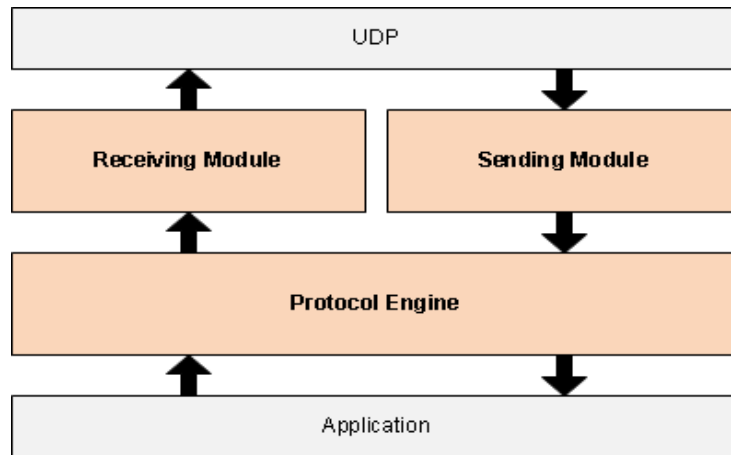 UDP
Receiving Module
Sending Module
Protocol Engine
Application